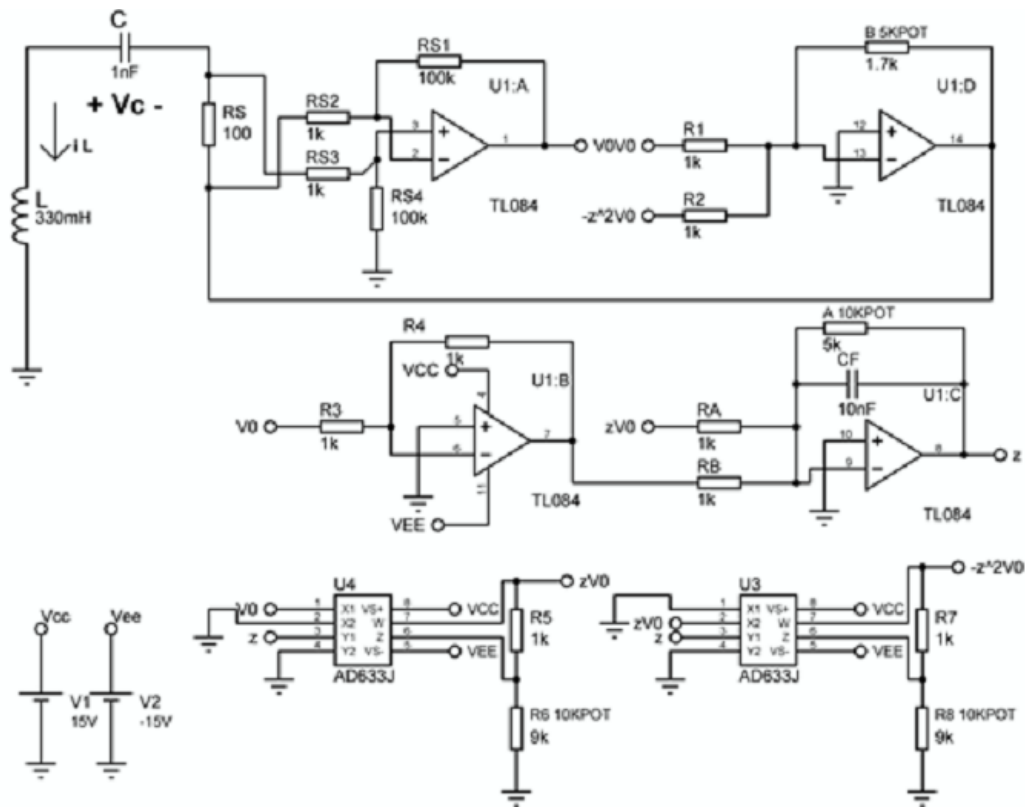 C
1nF
+ Vc -
RS
100
iL
L
330mH
RS1
100k
RS2
1k
RS3
1k
RS4
100k
3
2
1
U1:A
TL084
V0V0
R1
1k
-z^2V0
R2
1k
B 5KPOT
1.7k
U1:D
12
13
14
TL084
R4
1k
VCC
4
U1:B
V0
R3
1k
5
6
7
11
VEE
TL084
A 10KPOT
5k
CF
10nF
U1:C
zV0
RA
1k
RB
1k
10
9
8
z
TL084
Vcc
Vee
V1
15V
V2
-15V
U4
V0
z
1
2
3
4
X1
X2
Y1
Y2
VS+
W
Z
VS-
8
7
6
5
VCC
VEE
AD633J
zV0
R5
1k
R6 10KPOT
9k
U3
zV0
z
1
2
3
4
X1
X2
Y1
Y2
VS+
W
Z
VS-
8
7
6
5
VCC
VEE
AD633J
-z^2V0
R7
1k
R8 10KPOT
9k